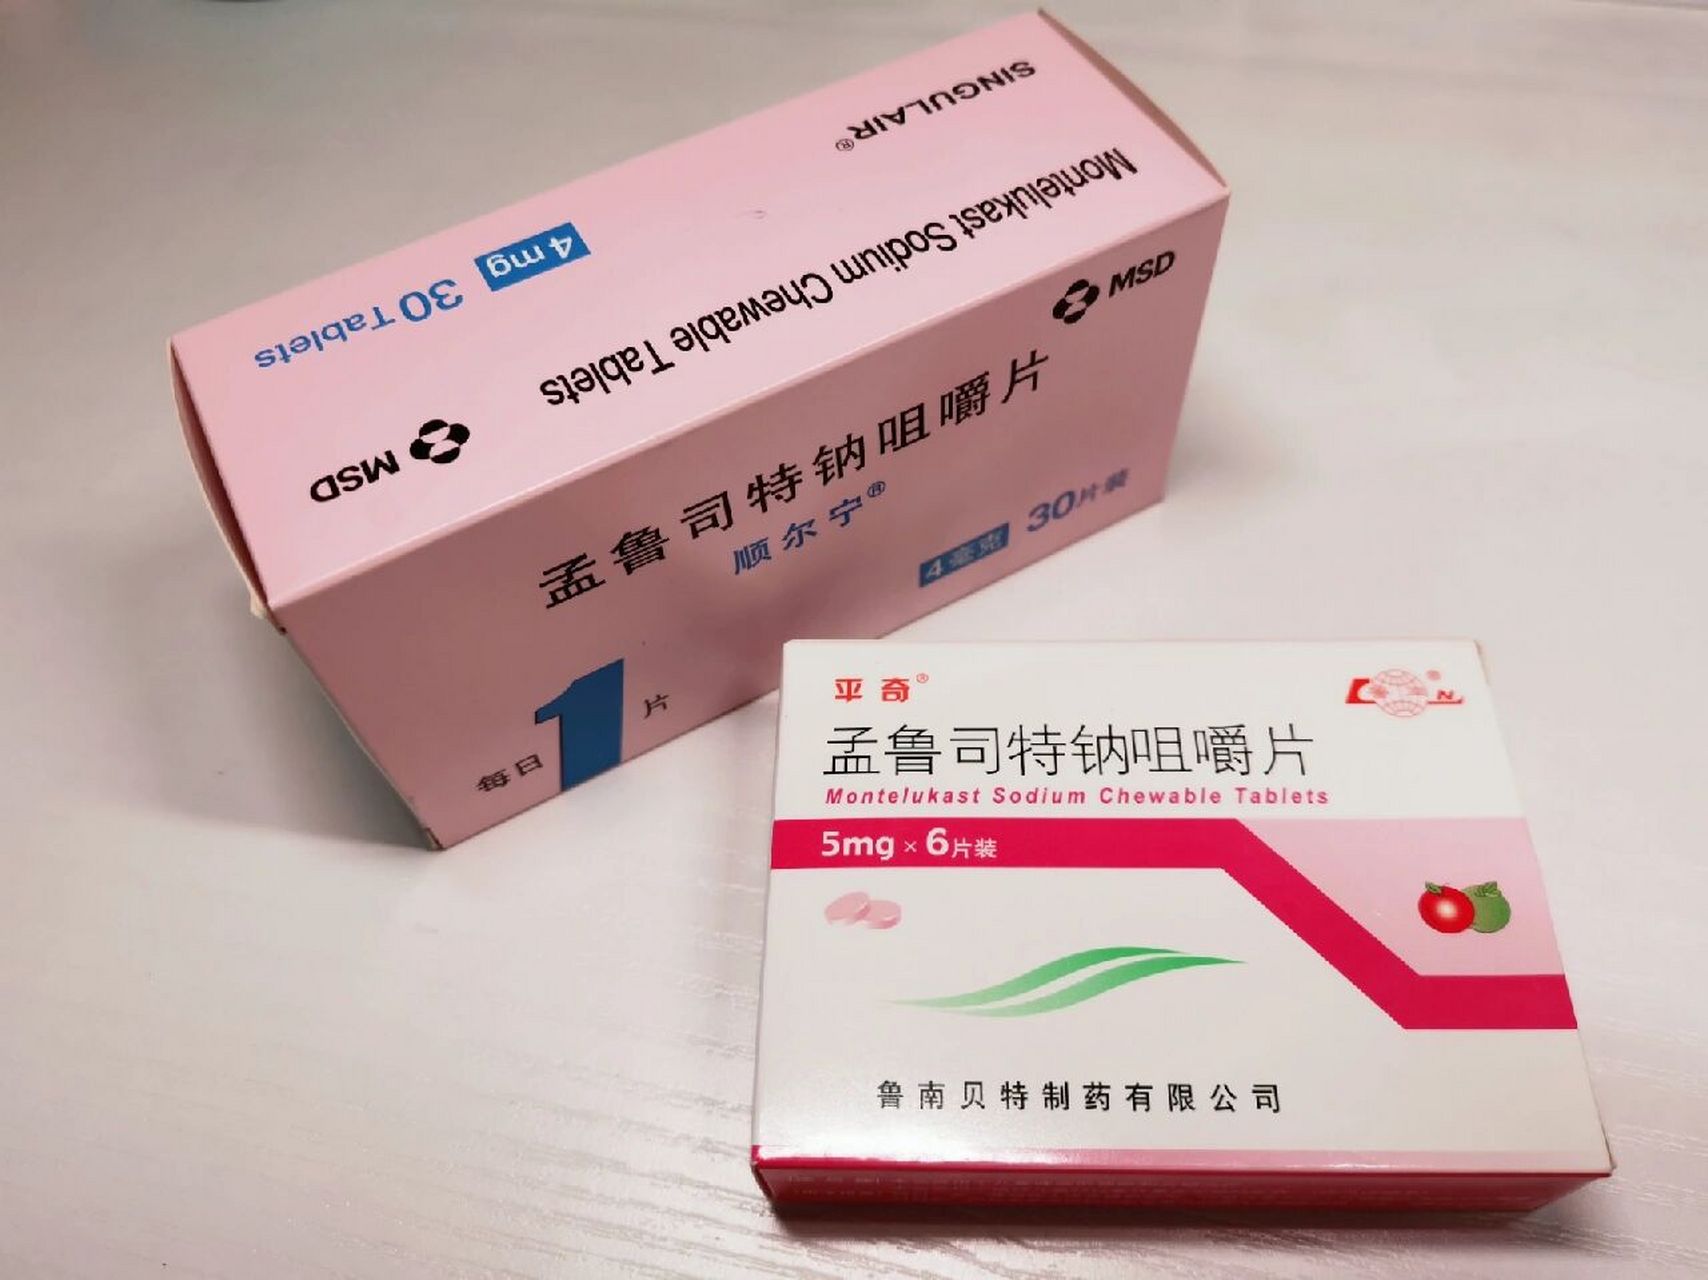 SINGULAIR®
Montelukast Sodium Chewable Tablets
4 mg 30 Tablets
MSD
MSD
孟鲁司特钠咀嚼片
顺尔宁®
4毫克 30片装
每日1片
平奇®
孟鲁司特钠咀嚼片
Montelukast Sodium Chewable Tablets
5mg×6片装
鲁南贝特制药有限公司